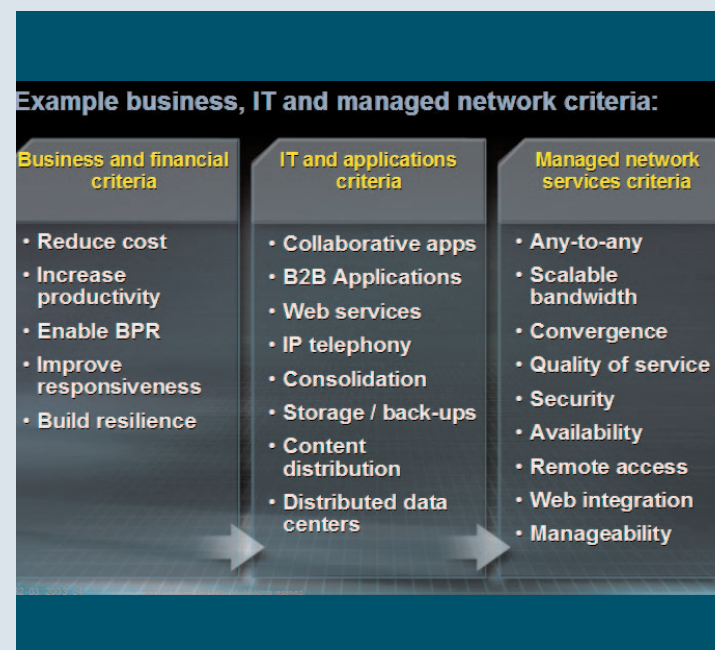 Example business, IT and managed network criteria:
Business and financial
criteria
• Reduce cost
• Increase
productivity
• Enable BPR
• Improve
responsiveness
• Build resilience
IT and applications
criteria
• Collaborative apps
• B2B Applications
• Web services
• IP telephony
• Consolidation
• Storage / back-ups
• Content
distribution
• Distributed data
centers
Managed network
services criteria
• Any-to-any
• Scalable
bandwidth
• Convergence
• Quality of service
• Security
• Availability
• Remote access
• Web integration
• Manageability